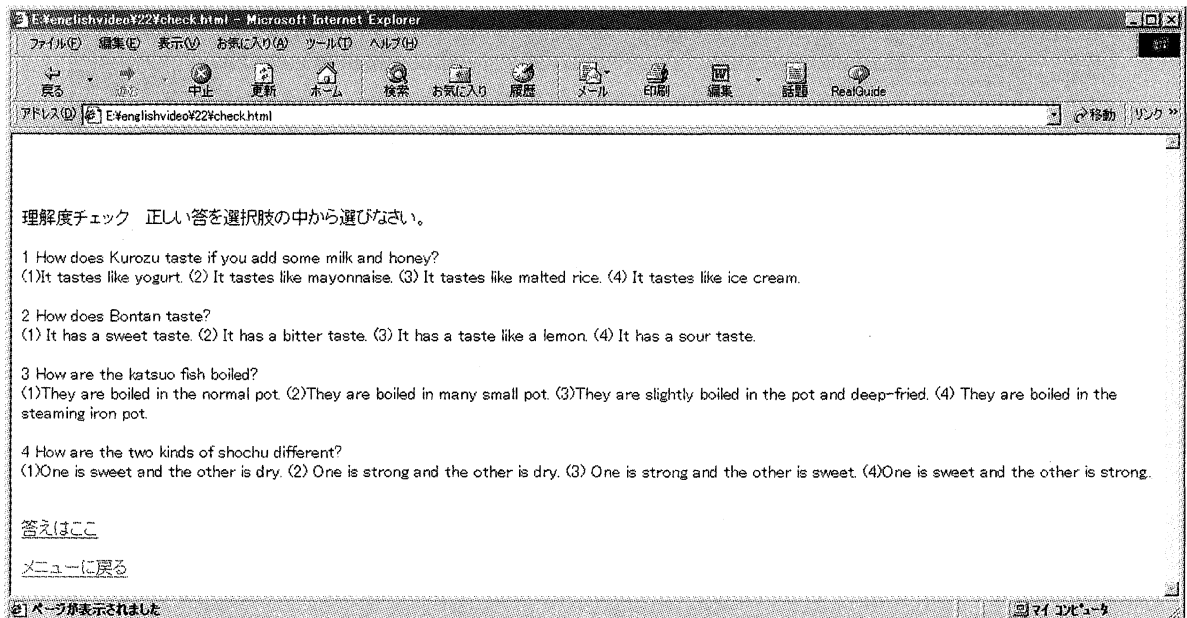 E:¥englishvideo¥22¥check.html - Microsoft Internet Explorer
ファイル(F) 編集(E) 表示(V) お気に入り(A) ツール(T) ヘルプ(H)
戻る 中止 更新 ホーム 検索 お気に入り 履歴 メール 印刷 編集 話題 RealGuide
アドレス(D) E:¥englishvideo¥22¥check.html 移動 リンク »
理解度チェック 正しい答を選択肢の中から選びなさい。
1 How does Kurozu taste if you add some milk and honey?
(1)It tastes like yogurt. (2) It tastes like mayonnaise. (3) It tastes like malted rice. (4) It tastes like ice cream.
2 How does Bontan taste?
(1) It has a sweet taste. (2) It has a bitter taste. (3) It has a taste like a lemon. (4) It has a sour taste.
3 How are the katsuo fish boiled?
(1)They are boiled in the normal pot. (2)They are boiled in many small pot. (3)They are slightly boiled in the pot and deep-fried. (4) They are boiled in the
steaming iron pot.
4 How are the two kinds of shochu different?
(1)One is sweet and the other is dry. (2) One is strong and the other is dry. (3) One is strong and the other is sweet. (4)One is sweet and the other is strong.
答えはここ
メニューに戻る
ページが表示されました マイ コンピュータ